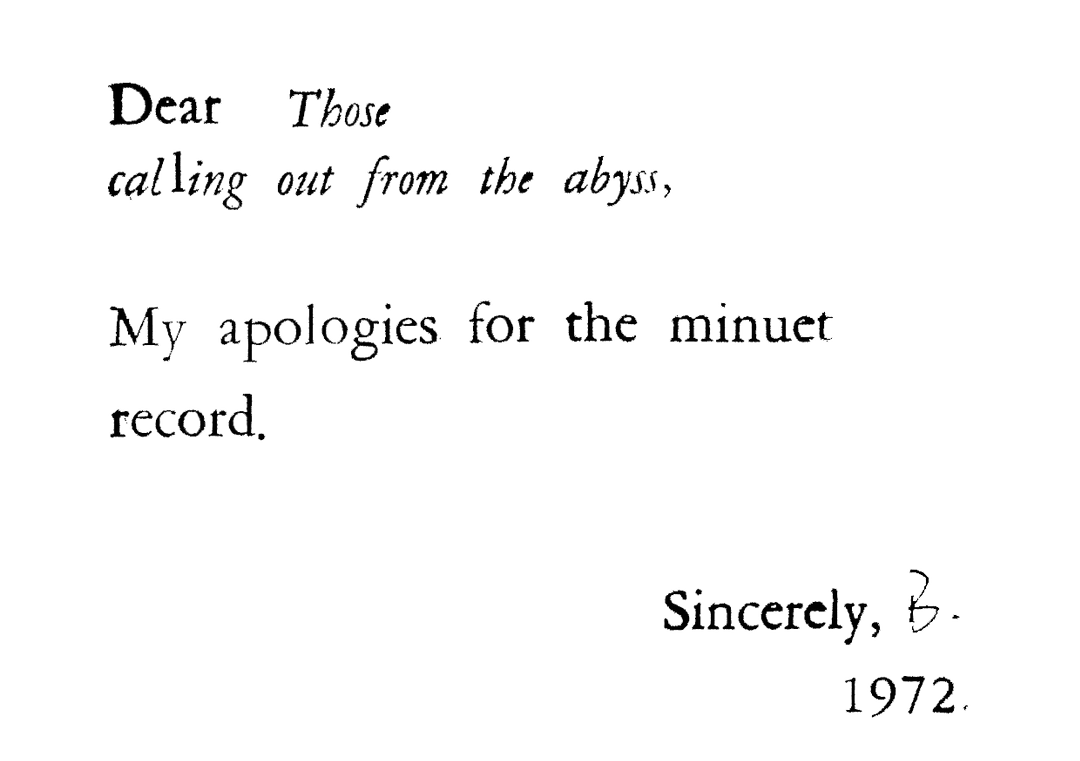 Dear Those
calling out from the abyss,
My apologies for the minuet
record.
Sincerely, B.
1972.